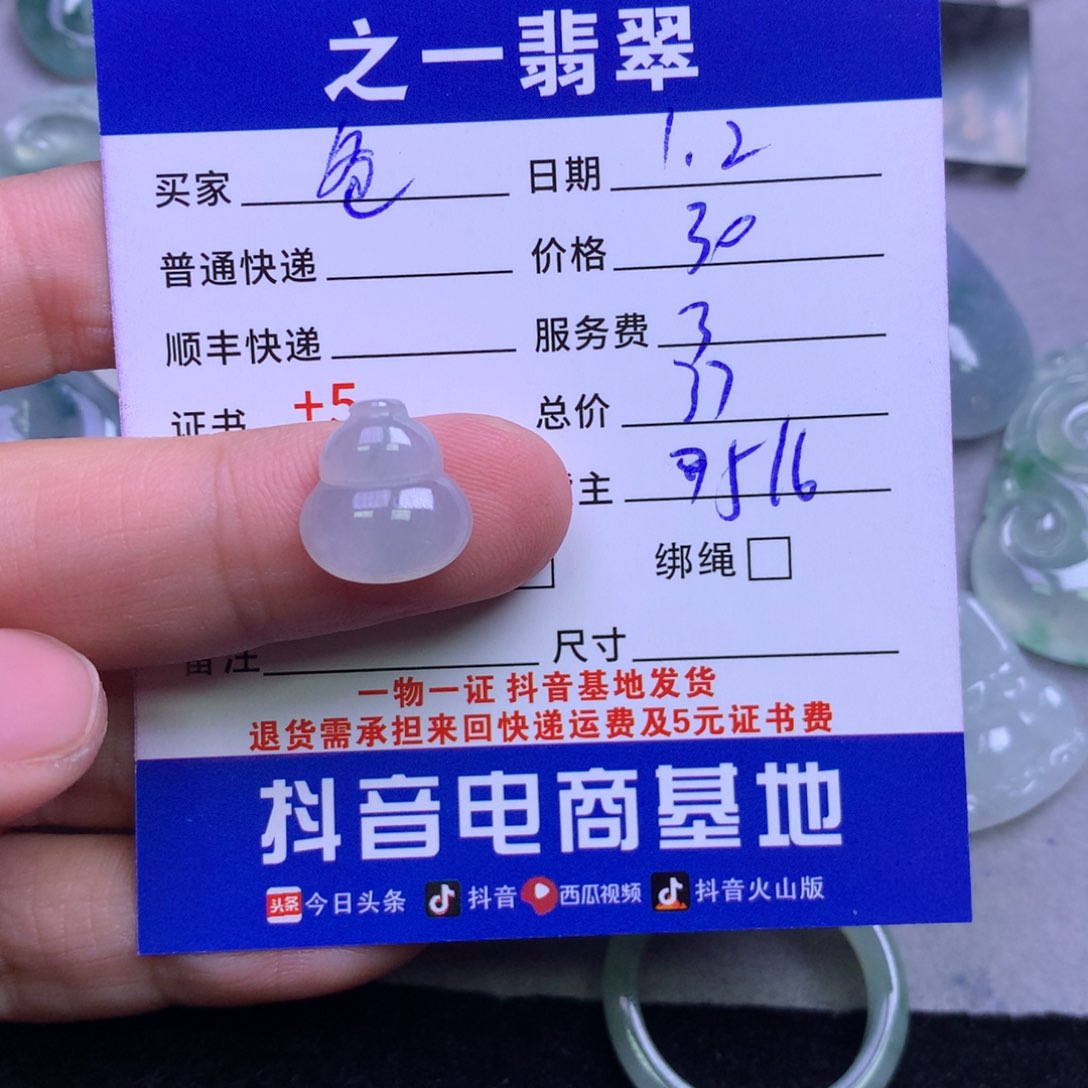 之一翡翠
买家 爸 日期 1.2
普通快递 价格 30
顺丰快递 服务费 3
证书 +5 总价 37
主 9516
绑绳
备注 尺寸
一物一证 抖音基地发货
退货需承担来回快递运费及5元证书费
抖音电商基地
头条 今日头条 抖音 西瓜视频 抖音火山版